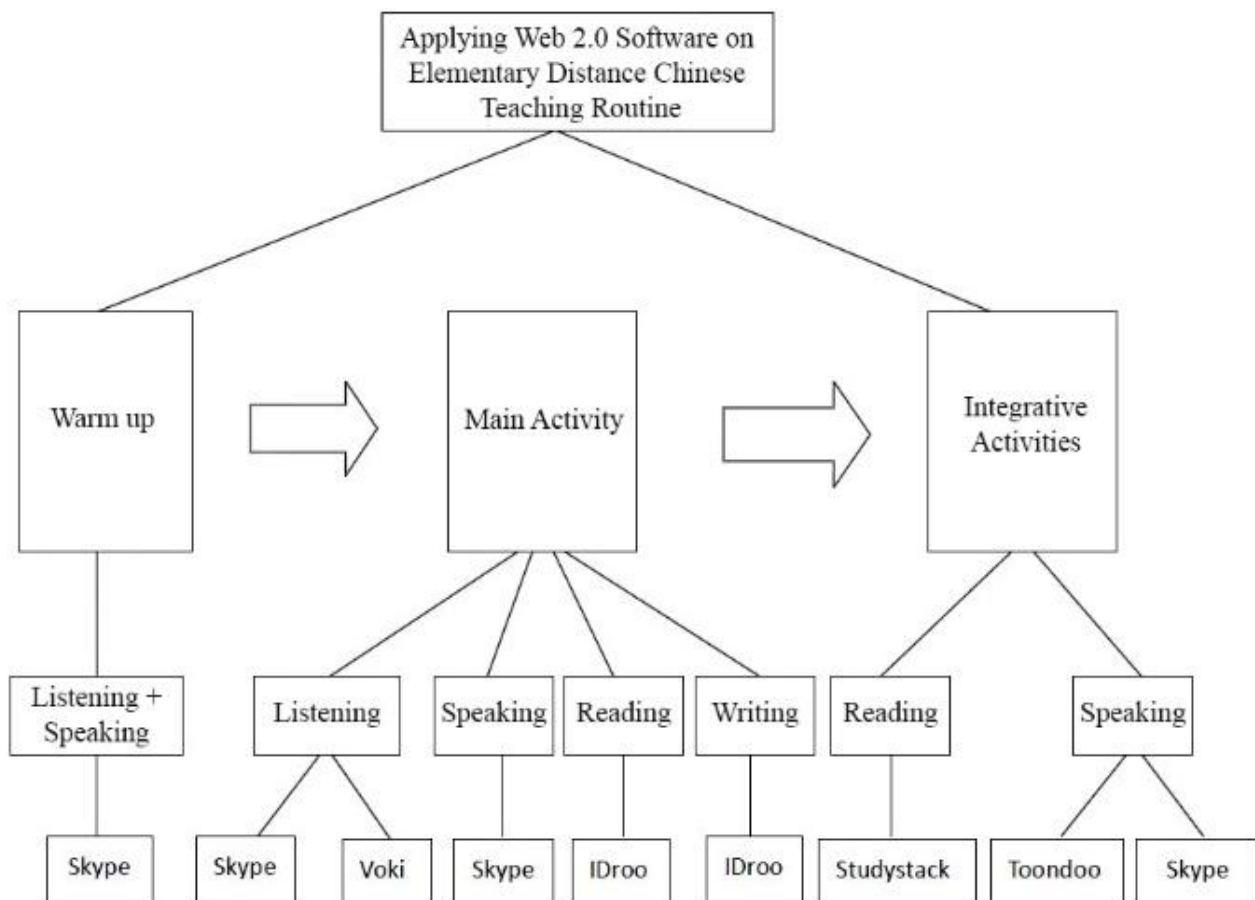 Applying Web 2.0 Software on
Elementary Distance Chinese
Teaching Routine
Warm up
Main Activity
Integrative
Activities
Listening +
Speaking
Listening
Speaking
Reading
Writing
Reading
Speaking
Skype
Skype
Voki
Skype
IDroo
IDroo
Studystack
Toondoo
Skype